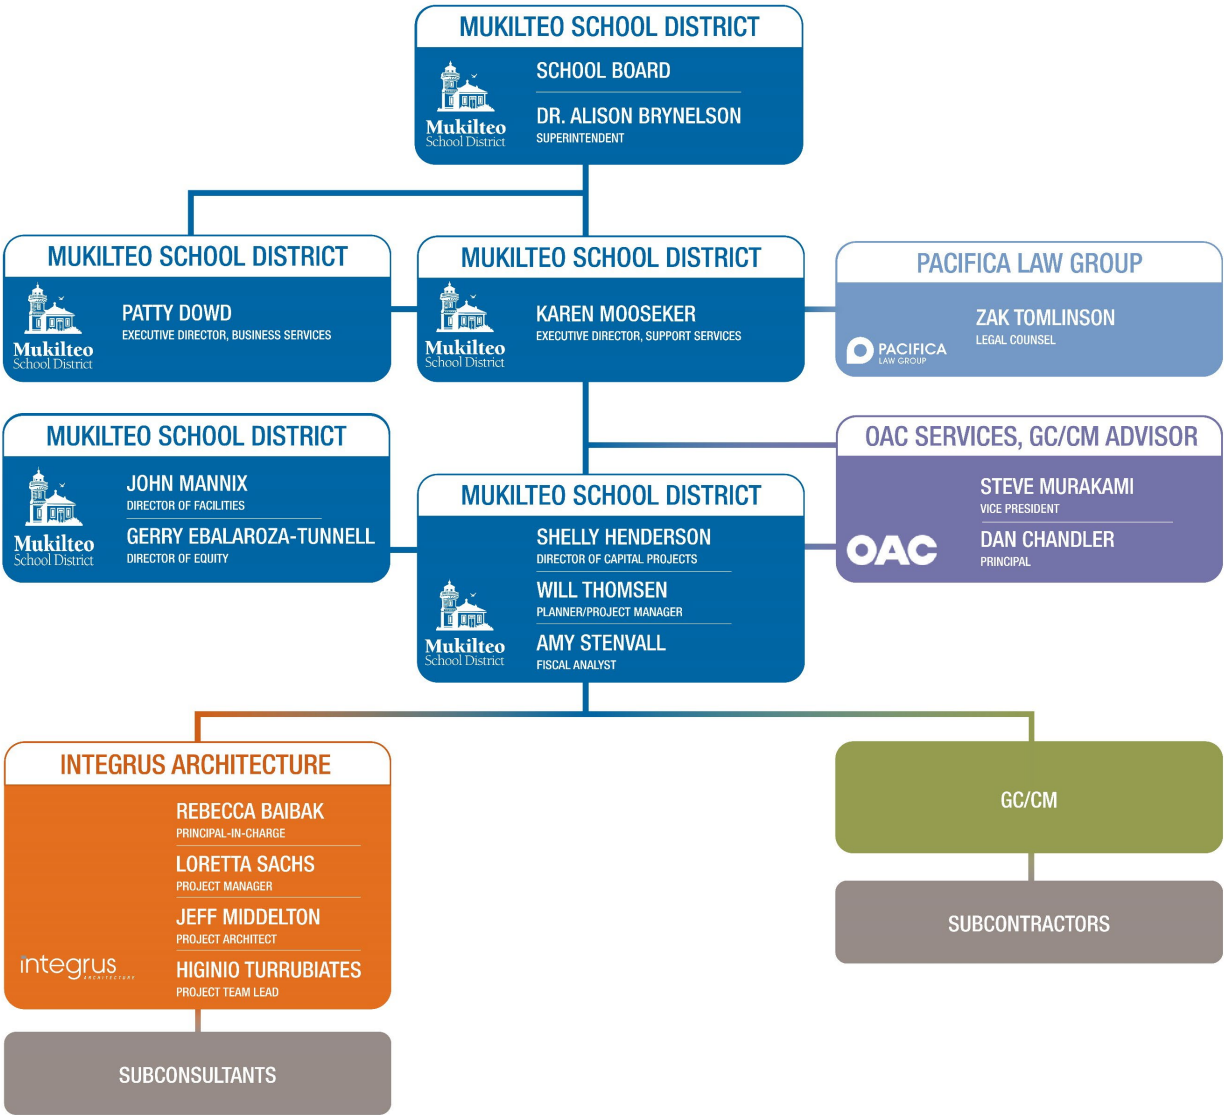 MUKILTEO SCHOOL DISTRICT
Mukilteo
School District
SCHOOL BOARD
DR. ALISON BRYNELSON
SUPERINTENDENT
MUKILTEO SCHOOL DISTRICT
Mukilteo
School District
PATTY DOWD
EXECUTIVE DIRECTOR, BUSINESS SERVICES
MUKILTEO SCHOOL DISTRICT
Mukilteo
School District
KAREN MOOSEKER
EXECUTIVE DIRECTOR, SUPPORT SERVICES
PACIFICA LAW GROUP
ZAK TOMLINSON
LEGAL COUNSEL
PACIFICA
LAW GROUP
MUKILTEO SCHOOL DISTRICT
Mukilteo
School District
JOHN MANNIX
DIRECTOR OF FACILITIES
GERRY EBALAROZA-TUNNELL
DIRECTOR OF EQUITY
MUKILTEO SCHOOL DISTRICT
Mukilteo
School District
SHELLY HENDERSON
DIRECTOR OF CAPITAL PROJECTS
WILL THOMSEN
PLANNER/PROJECT MANAGER
AMY STENVALL
FISCAL ANALYST
OAC SERVICES, GC/CM ADVISOR
OAC
STEVE MURAKAMI
VICE PRESIDENT
DAN CHANDLER
PRINCIPAL
INTEGRUS ARCHITECTURE
REBECCA BAIBAK
PRINCIPAL-IN-CHARGE
LORETTA SACHS
PROJECT MANAGER
JEFF MIDDELTON
PROJECT ARCHITECT
HIGINIO TURRUBIATES
PROJECT TEAM LEAD
integrus
ARCHITECTURE
SUBCONSULTANTS
GC/CM
SUBCONTRACTORS